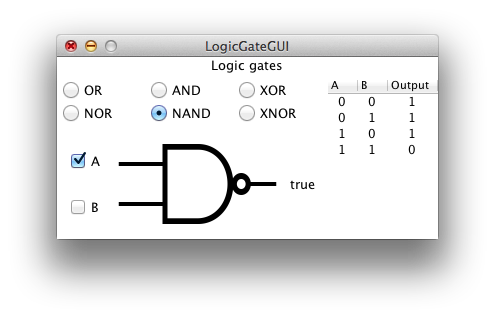 LogicGateGUI
Logic gates
OR AND XOR
NOR NAND XNOR
A B Output
0 0 1
0 1 1
1 0 1
1 1 0
A
B
true